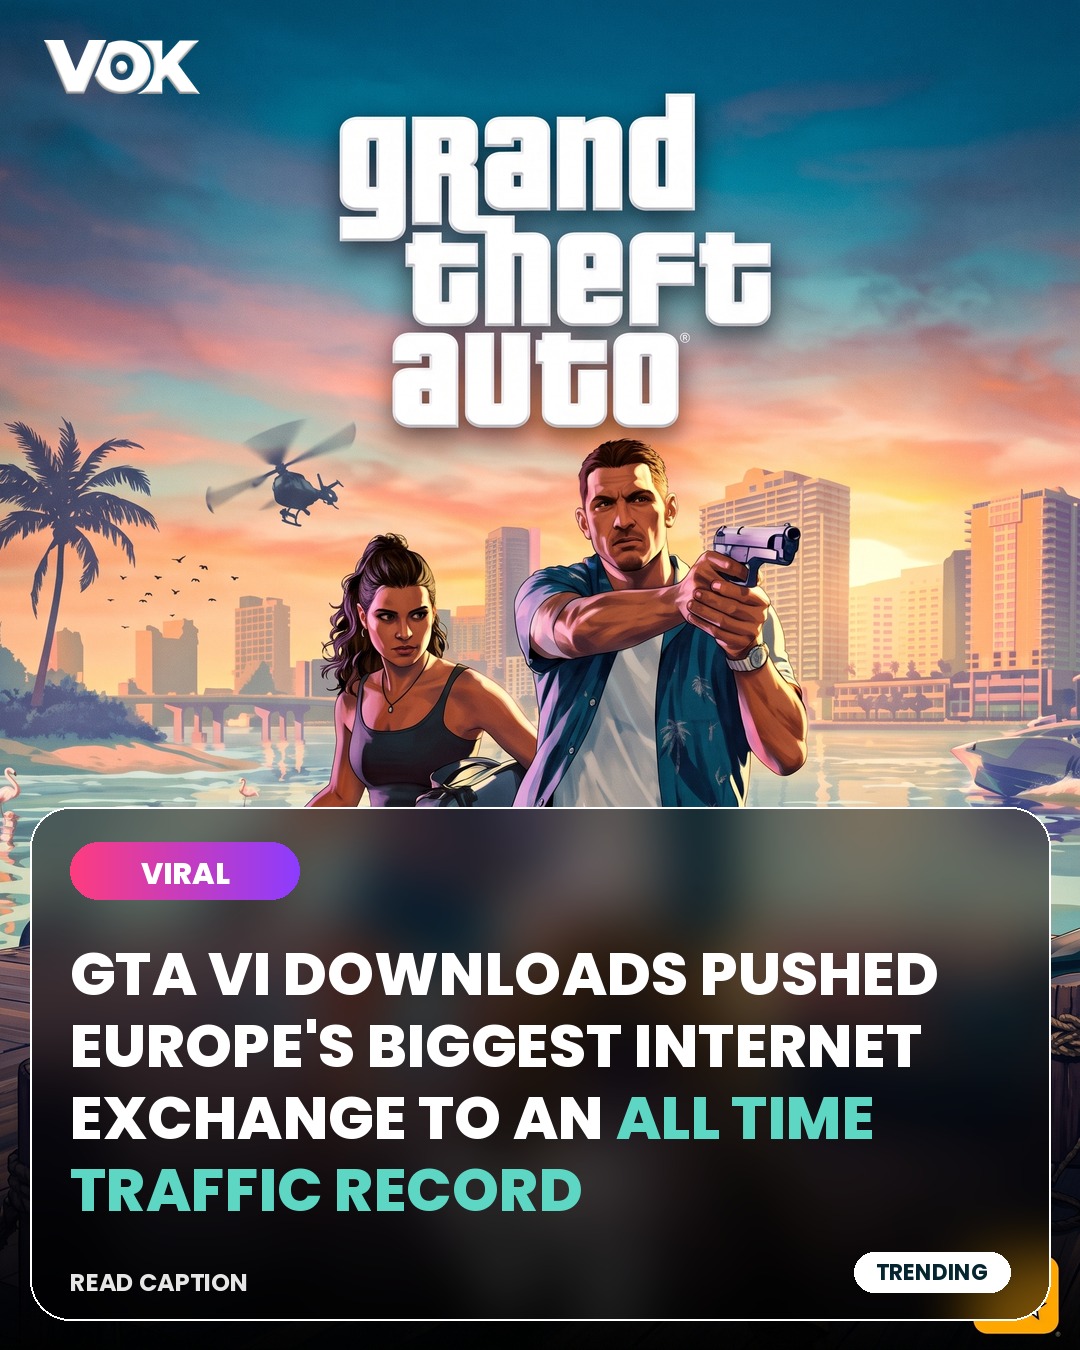 VOK
grand
theft
auto®
VIRAL
GTA VI DOWNLOADS PUSHED
EUROPE'S BIGGEST INTERNET
EXCHANGE TO AN ALL TIME
TRAFFIC RECORD
READ CAPTION
TRENDING